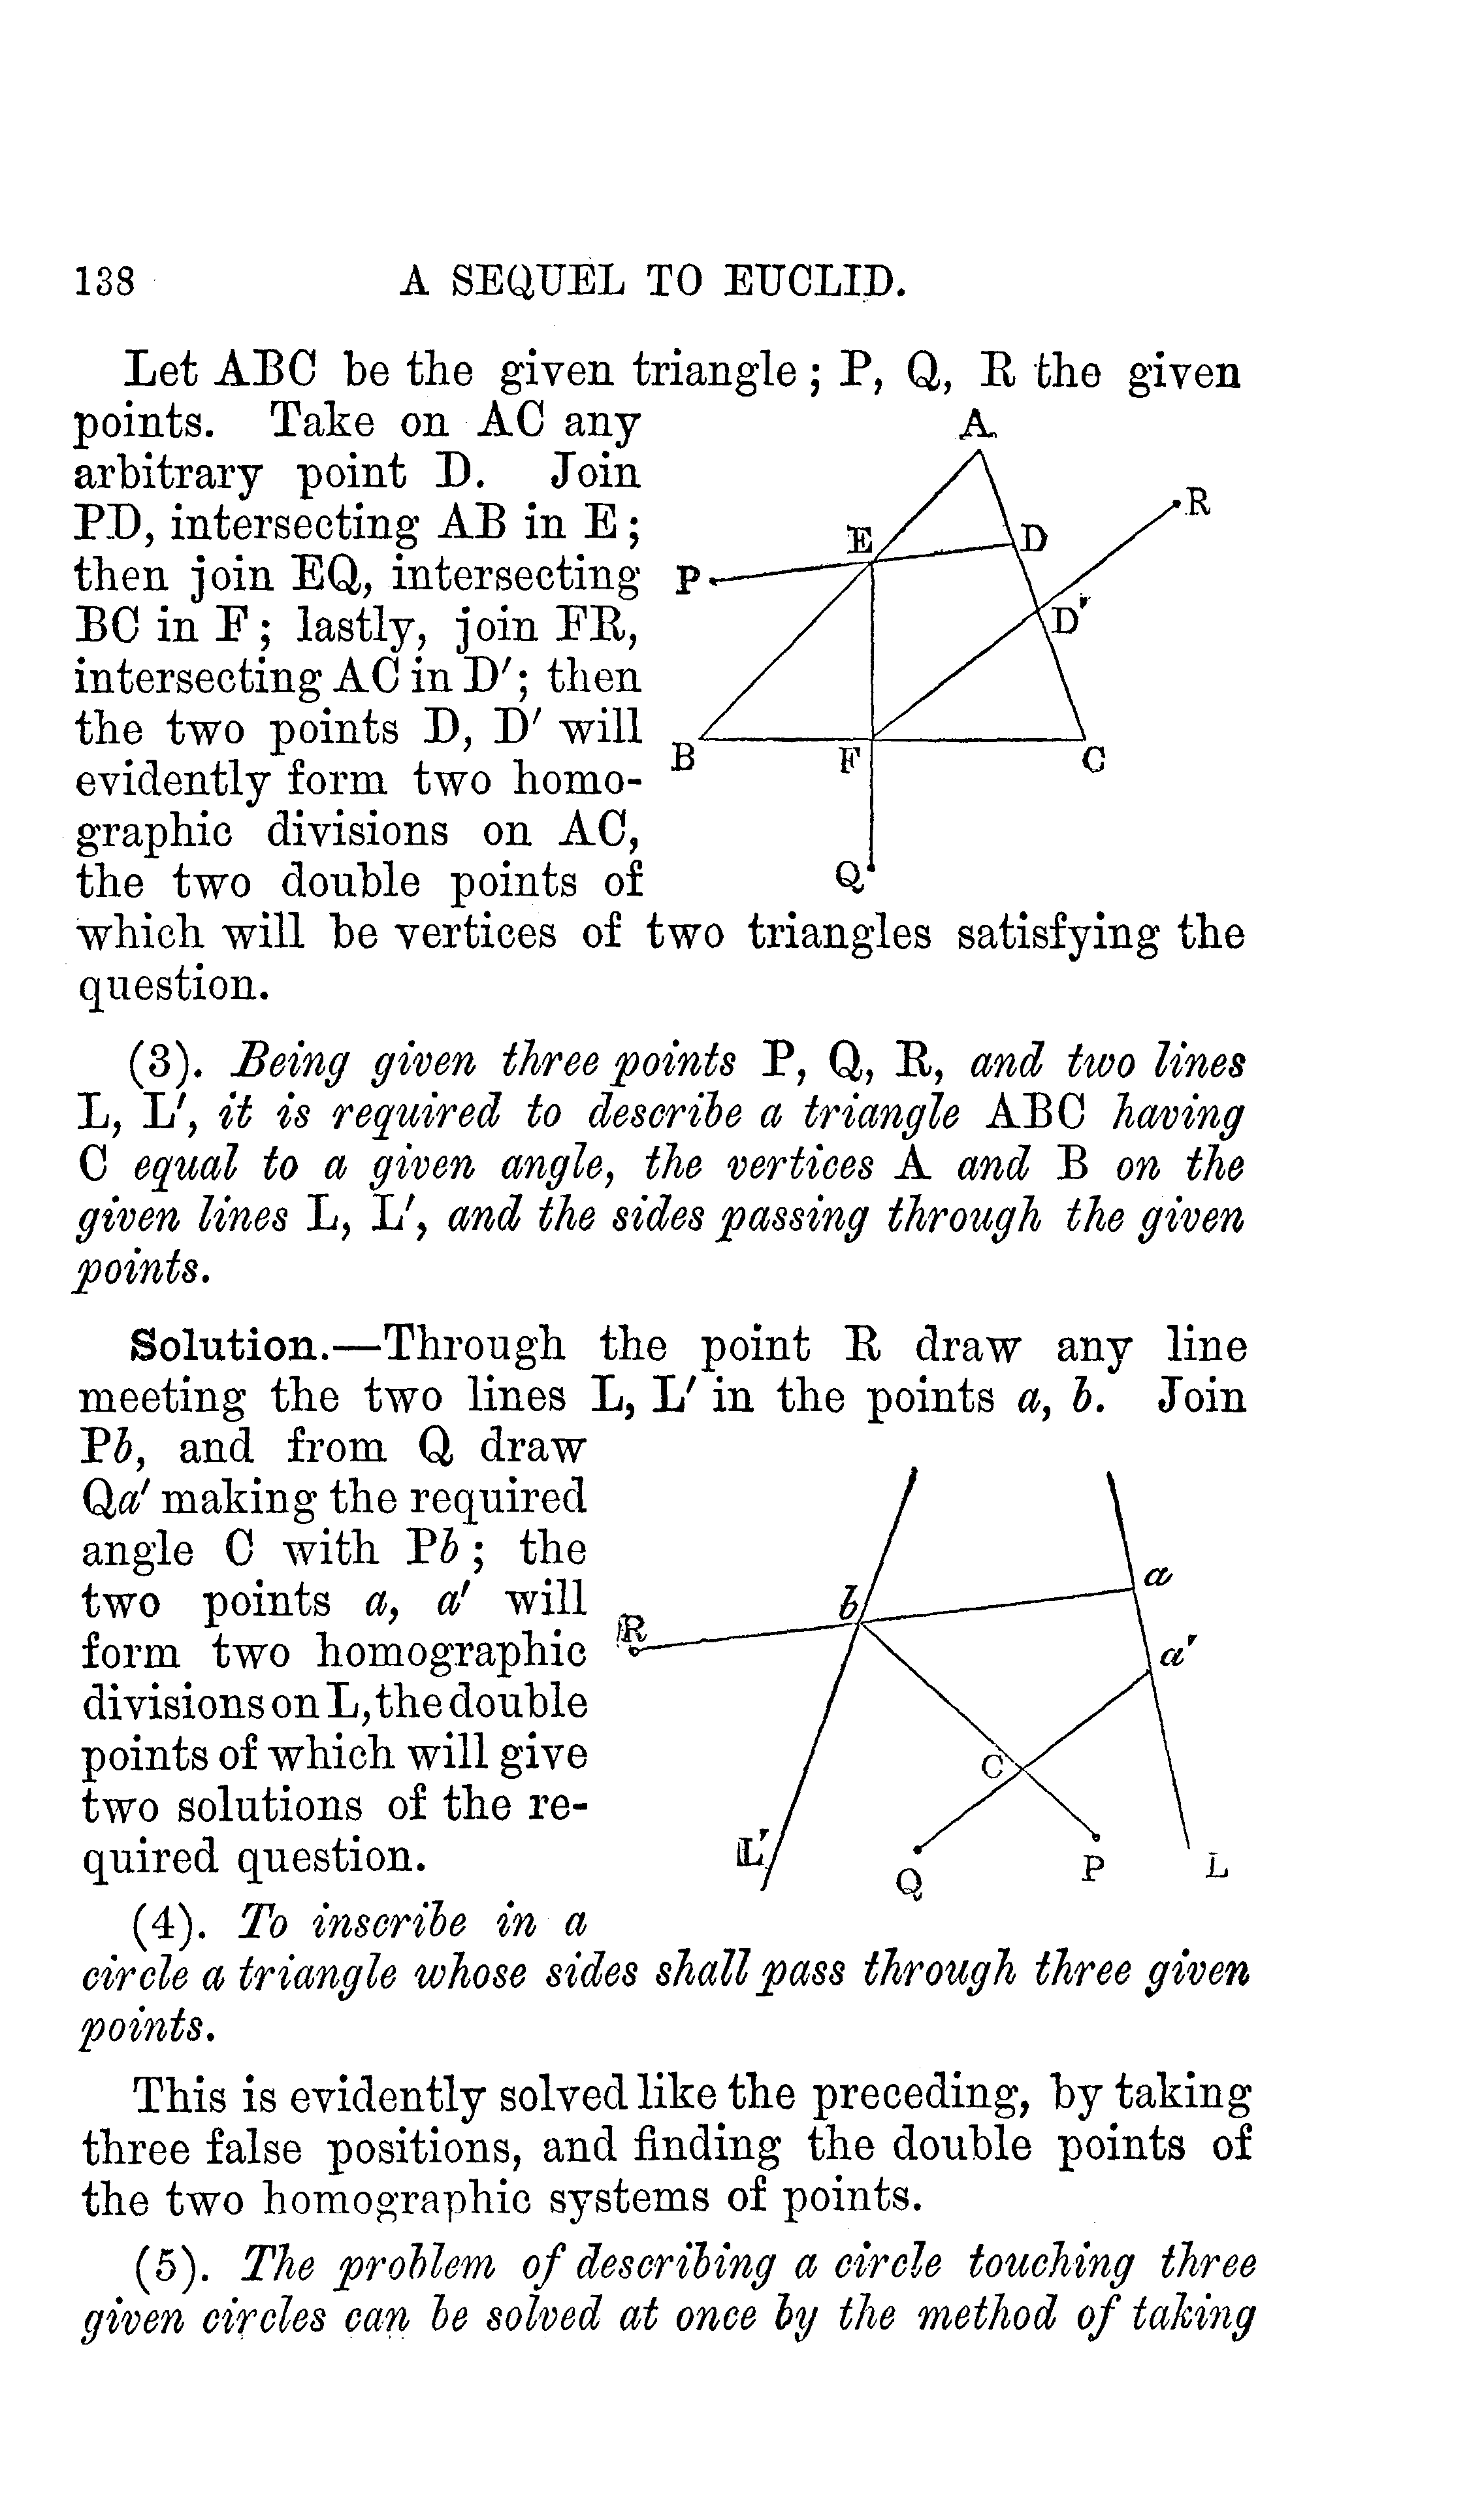 138 A SEQUEL TO EUCLID.
Let ABC be the given triangle; P, Q, R the given
points. Take on AC any
arbitrary point D. Join
PD, intersecting AB in E;
then join EQ, intersecting
BC in F; lastly, join FR,
intersecting AC in D′; then
the two points D, D′ will
evidently form two homo-
graphic divisions on AC,
the two double points of
A
R
E
D
P
D′
B
F
C
Q
which will be vertices of two triangles satisfying the
question.
(3). Being given three points P, Q, R, and two lines
L, L′, it is required to describe a triangle ABC having
C equal to a given angle, the vertices A and B on the
given lines L, L′, and the sides passing through the given
points.
Solution.—Through the point R draw any line
meeting the two lines L, L′ in the points a, b. Join
Pb, and from Q draw
Qa′ making the required
angle C with Pb; the
two points a, a′ will
form two homographic
divisions on L, the double
points of which will give
two solutions of the re-
quired question.
a
b
R
a′
C
L′
Q
P
L
(4). To inscribe in a
circle a triangle whose sides shall pass through three given
points.
This is evidently solved like the preceding, by taking
three false positions, and finding the double points of
the two homographic systems of points.
(5). The problem of describing a circle touching three
given circles can be solved at once by the method of taking